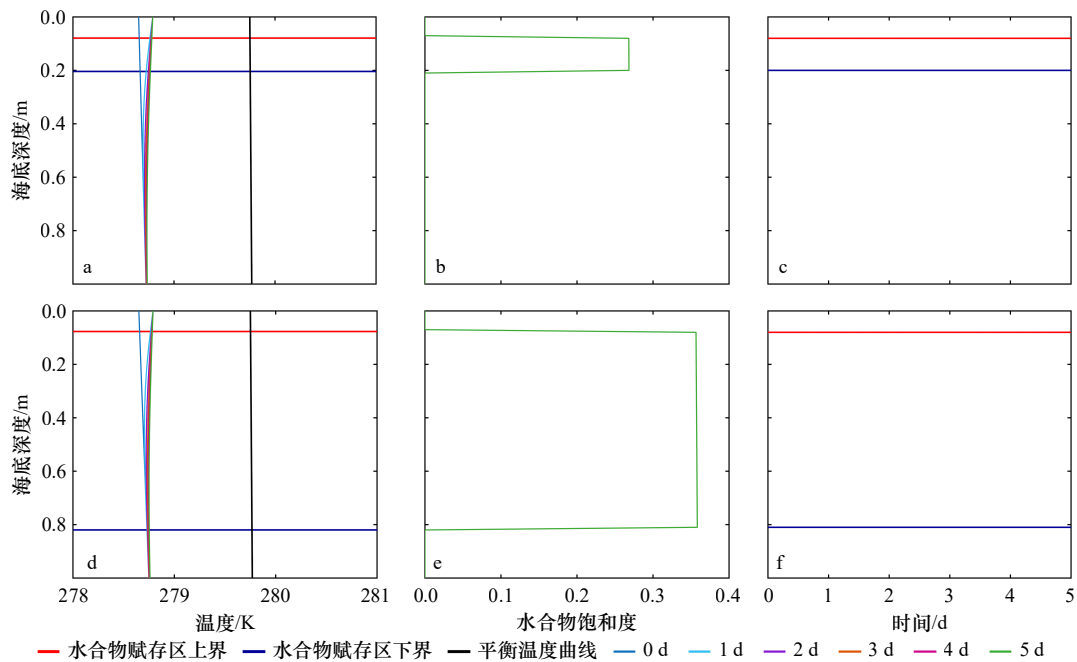 0.0
0.2
0.4
0.6
0.8
海底深度/m
a
b
c
0.0
0.2
0.4
0.6
0.8
海底深度/m
d
e
f
278 279 280 281
0.0 0.1 0.2 0.3 0.4
0 1 2 3 4 5
温度/K
水合物饱和度
时间/d
水合物赋存区上界 水合物赋存区下界 平衡温度曲线 0 d 1 d 2 d 3 d 4 d 5 d